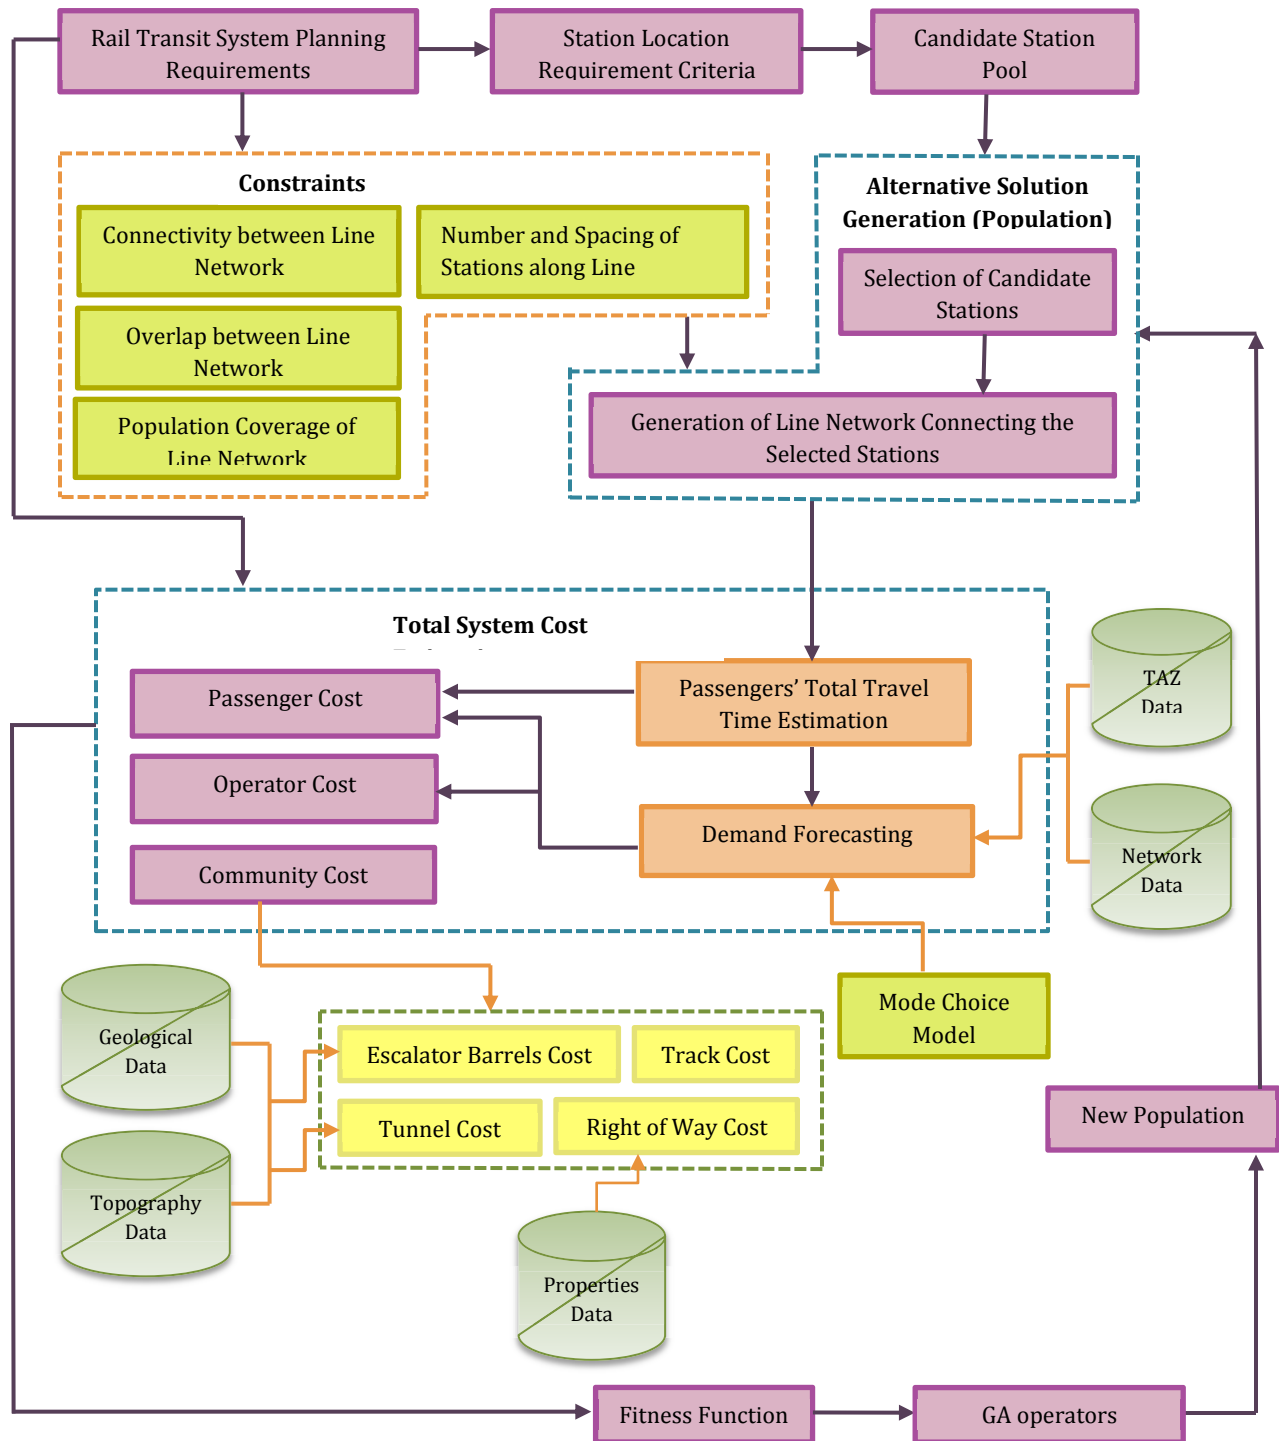 Rail Transit System Planning
Requirements
Station Location
Requirement Criteria
Candidate Station
Pool
Constraints
Connectivity between Line
Network
Number and Spacing of
Stations along Line
Overlap between Line
Network
Population Coverage of
Line Network
Alternative Solution
Generation (Population)
Selection of Candidate
Stations
Generation of Line Network Connecting the
Selected Stations
Total System Cost
Passenger Cost
Passengers’ Total Travel
Time Estimation
Operator Cost
Demand Forecasting
Community Cost
TAZ
Data
Network
Data
Mode Choice
Model
Geological
Data
Topography
Data
Escalator Barrels Cost
Track Cost
Tunnel Cost
Right of Way Cost
Properties
Data
New Population
Fitness Function
GA operators